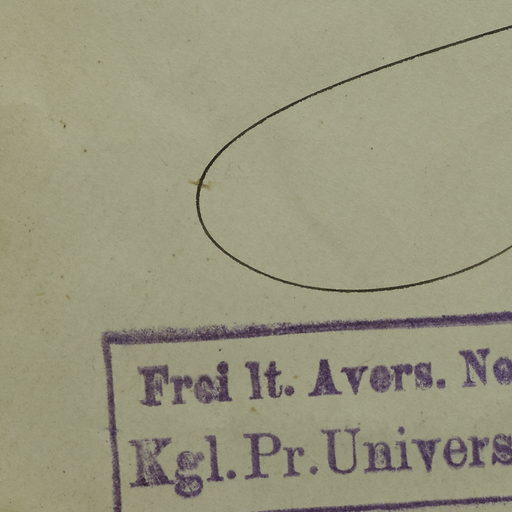 Frei lt. Avers. No
Kgl. Pr. Univers